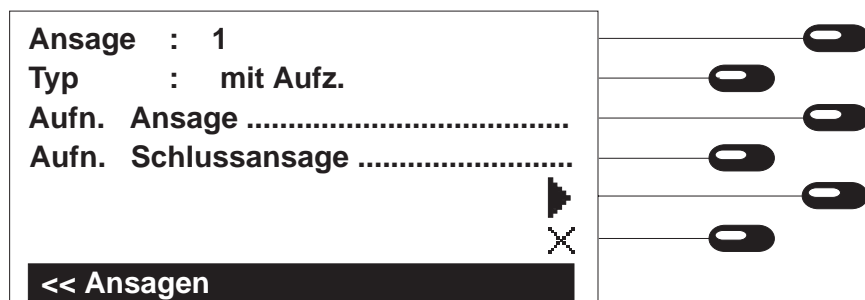 Ansage : 1
Typ : mit Aufz.
Aufn. Ansage .......................................
Aufn. Schlussansage ..........................
<< Ansagen